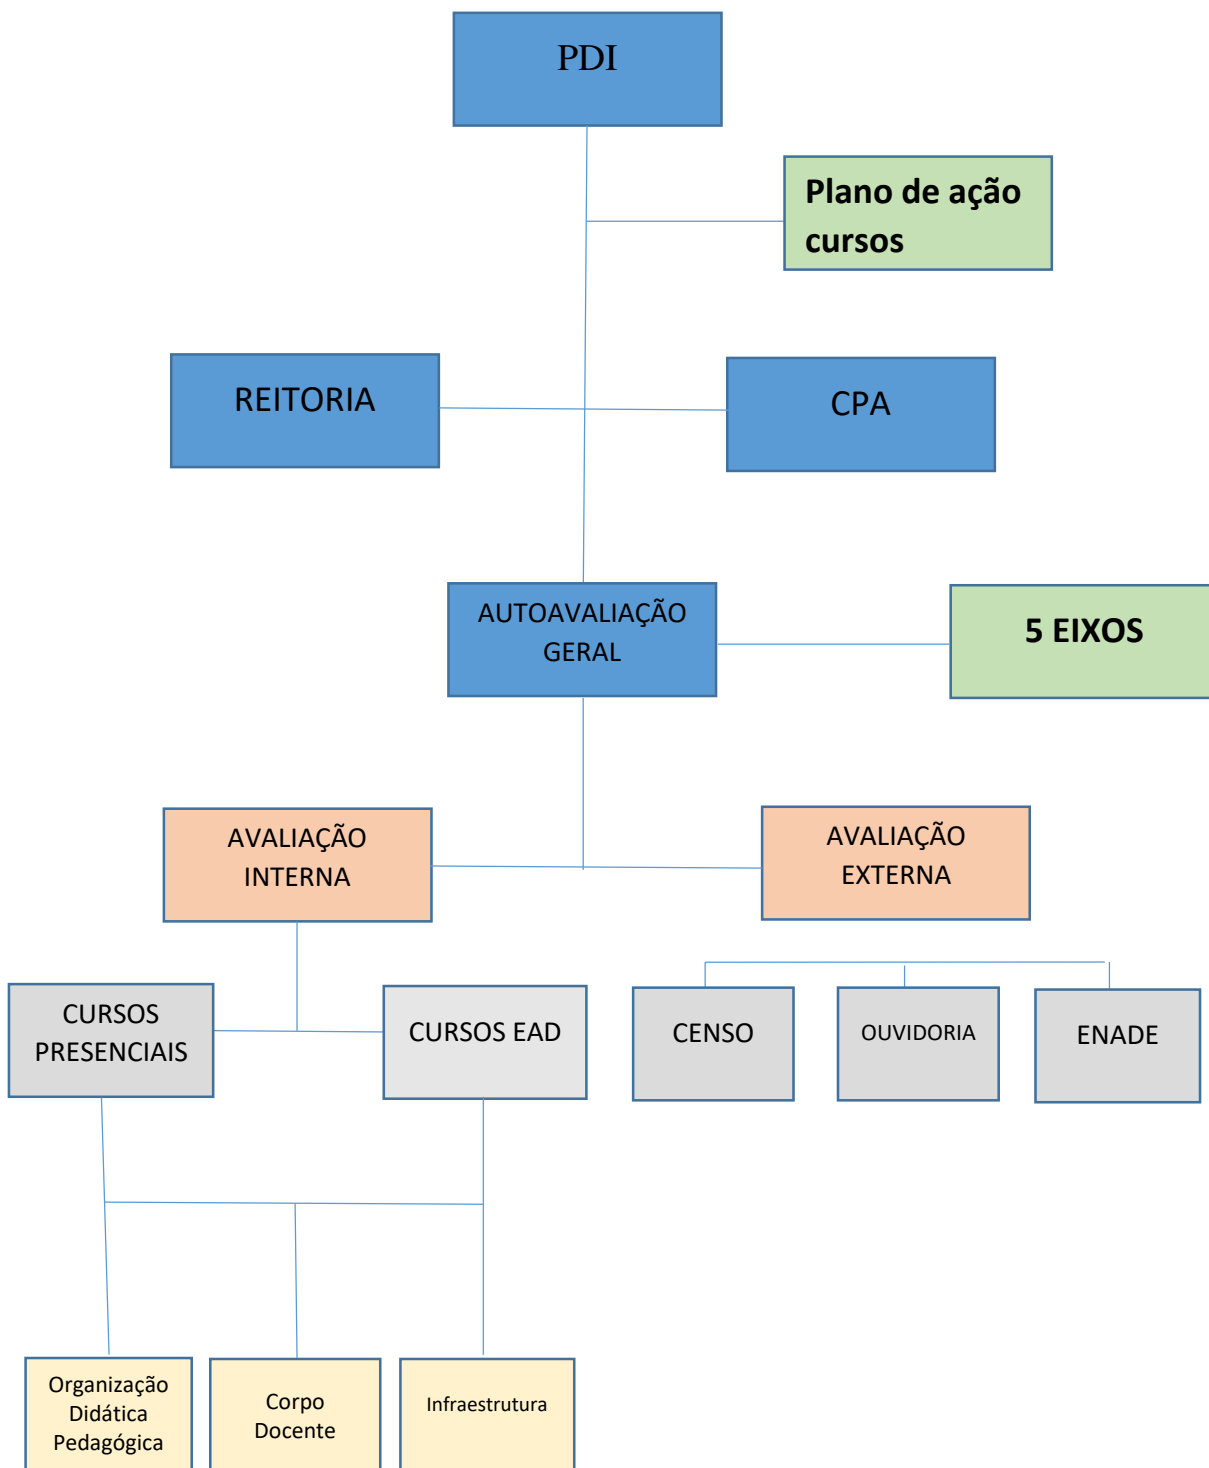 PDI
Plano de ação
cursos
REITORIA
CPA
AUTOAVALIAÇÃO
GERAL
5 EIXOS
AVALIAÇÃO
INTERNA
AVALIAÇÃO
EXTERNA
CURSOS
PRESENCIAIS
CURSOS EAD
CENSO
OUVIDORIA
ENADE
Organização
Didática
Pedagógica
Corpo
Docente
Infraestrutura